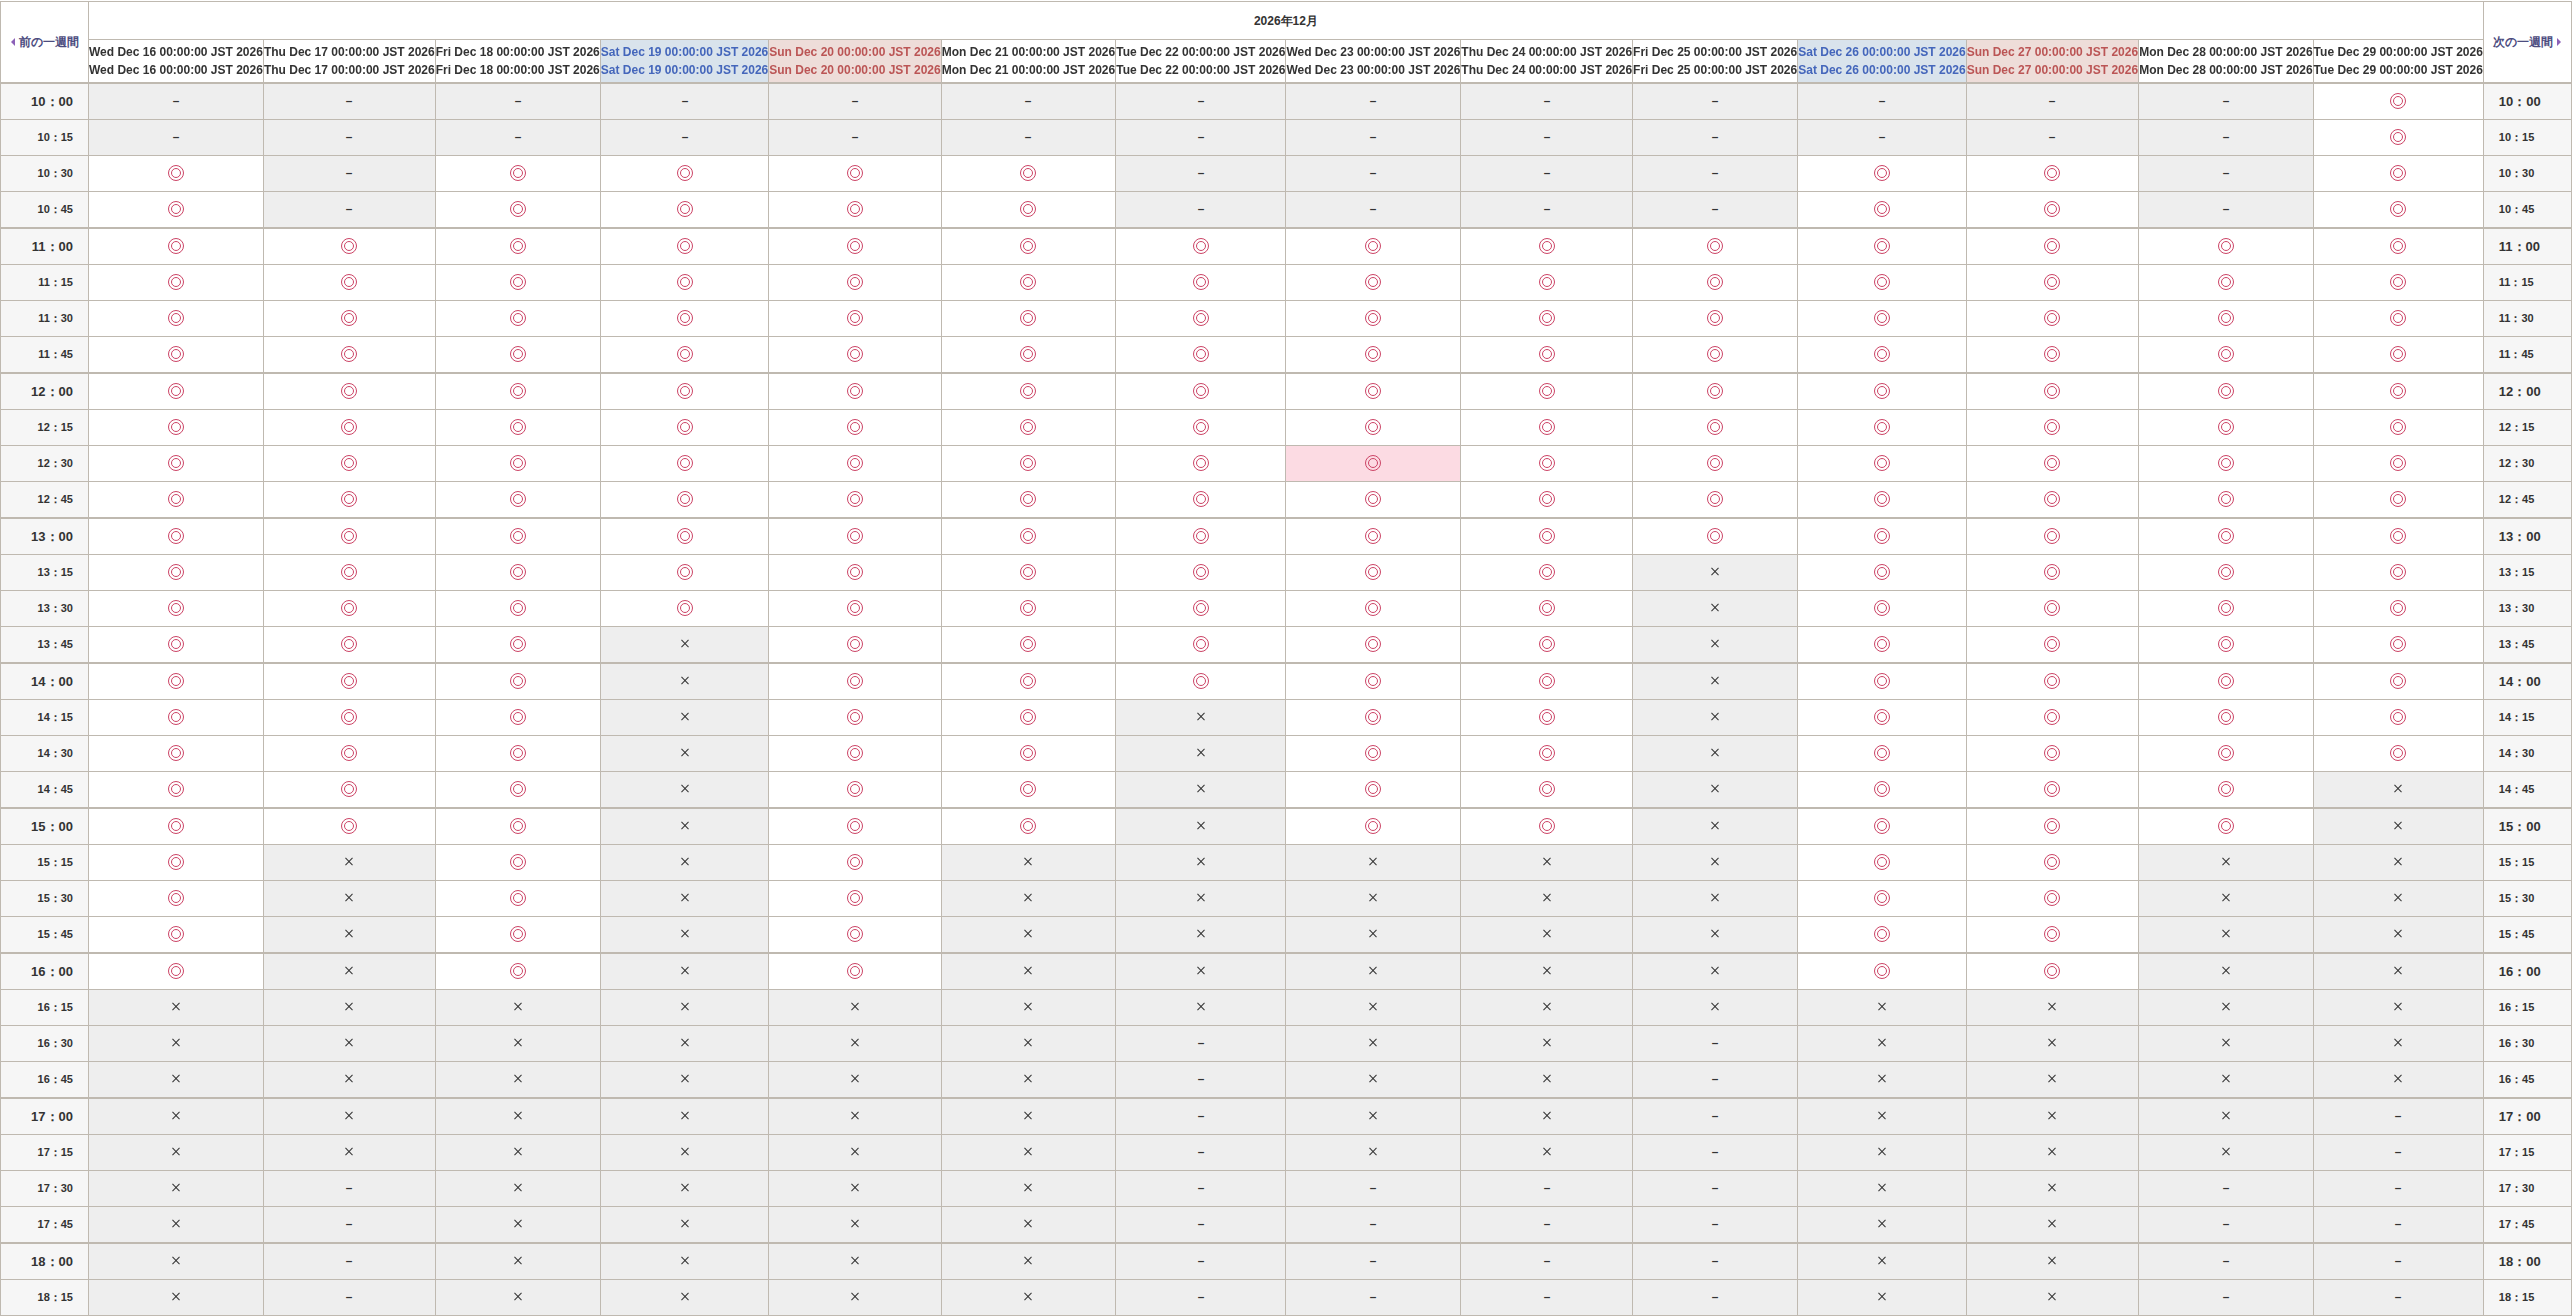 2026年12月
前の一週間
次の一週間
Wed Dec 16 00:00:00 JST 2026 Thu Dec 17 00:00:00 JST 2026 Fri Dec 18 00:00:00 JST 2026 Sat Dec 19 00:00:00 JST 2026 Sun Dec 20 00:00:00 JST 2026 Mon Dec 21 00:00:00 JST 2026 Tue Dec 22 00:00:00 JST 2026 Wed Dec 23 00:00:00 JST 2026 Thu Dec 24 00:00:00 JST 2026 Fri Dec 25 00:00:00 JST 2026 Sat Dec 26 00:00:00 JST 2026 Sun Dec 27 00:00:00 JST 2026 Mon Dec 28 00:00:00 JST 2026 Tue Dec 29 00:00:00 JST 2026
Wed Dec 16 00:00:00 JST 2026 Thu Dec 17 00:00:00 JST 2026 Fri Dec 18 00:00:00 JST 2026 Sat Dec 19 00:00:00 JST 2026 Sun Dec 20 00:00:00 JST 2026 Mon Dec 21 00:00:00 JST 2026 Tue Dec 22 00:00:00 JST 2026 Wed Dec 23 00:00:00 JST 2026 Thu Dec 24 00:00:00 JST 2026 Fri Dec 25 00:00:00 JST 2026 Sat Dec 26 00:00:00 JST 2026 Sun Dec 27 00:00:00 JST 2026 Mon Dec 28 00:00:00 JST 2026 Tue Dec 29 00:00:00 JST 2026
10：00 – – – – – – – – – – – – – ◎ 10：00
10：15 – – – – – – – – – – – – – ◎ 10：15
10：30 ◎ – ◎ ◎ ◎ ◎ – – – – ◎ ◎ – ◎ 10：30
10：45 ◎ – ◎ ◎ ◎ ◎ – – – – ◎ ◎ – ◎ 10：45
11：00 ◎ ◎ ◎ ◎ ◎ ◎ ◎ ◎ ◎ ◎ ◎ ◎ ◎ ◎ 11：00
11：15 ◎ ◎ ◎ ◎ ◎ ◎ ◎ ◎ ◎ ◎ ◎ ◎ ◎ ◎ 11：15
11：30 ◎ ◎ ◎ ◎ ◎ ◎ ◎ ◎ ◎ ◎ ◎ ◎ ◎ ◎ 11：30
11：45 ◎ ◎ ◎ ◎ ◎ ◎ ◎ ◎ ◎ ◎ ◎ ◎ ◎ ◎ 11：45
12：00 ◎ ◎ ◎ ◎ ◎ ◎ ◎ ◎ ◎ ◎ ◎ ◎ ◎ ◎ 12：00
12：15 ◎ ◎ ◎ ◎ ◎ ◎ ◎ ◎ ◎ ◎ ◎ ◎ ◎ ◎ 12：15
12：30 ◎ ◎ ◎ ◎ ◎ ◎ ◎ ◎ ◎ ◎ ◎ ◎ ◎ ◎ 12：30
12：45 ◎ ◎ ◎ ◎ ◎ ◎ ◎ ◎ ◎ ◎ ◎ ◎ ◎ ◎ 12：45
13：00 ◎ ◎ ◎ ◎ ◎ ◎ ◎ ◎ ◎ ◎ ◎ ◎ ◎ ◎ 13：00
13：15 ◎ ◎ ◎ ◎ ◎ ◎ ◎ ◎ ◎ × ◎ ◎ ◎ ◎ 13：15
13：30 ◎ ◎ ◎ ◎ ◎ ◎ ◎ ◎ ◎ × ◎ ◎ ◎ ◎ 13：30
13：45 ◎ ◎ ◎ × ◎ ◎ ◎ ◎ ◎ × ◎ ◎ ◎ ◎ 13：45
14：00 ◎ ◎ ◎ × ◎ ◎ ◎ ◎ ◎ × ◎ ◎ ◎ ◎ 14：00
14：15 ◎ ◎ ◎ × ◎ ◎ × ◎ ◎ × ◎ ◎ ◎ ◎ 14：15
14：30 ◎ ◎ ◎ × ◎ ◎ × ◎ ◎ × ◎ ◎ ◎ ◎ 14：30
14：45 ◎ ◎ ◎ × ◎ ◎ × ◎ ◎ × ◎ ◎ ◎ × 14：45
15：00 ◎ ◎ ◎ × ◎ ◎ × ◎ ◎ × ◎ ◎ ◎ × 15：00
15：15 ◎ × ◎ × ◎ × × × × × ◎ ◎ × × 15：15
15：30 ◎ × ◎ × ◎ × × × × × ◎ ◎ × × 15：30
15：45 ◎ × ◎ × ◎ × × × × × ◎ ◎ × × 15：45
16：00 ◎ × ◎ × ◎ × × × × × ◎ ◎ × × 16：00
16：15 × × × × × × × × × × × × × × 16：15
16：30 × × × × × × – × × – × × × × 16：30
16：45 × × × × × × – × × – × × × × 16：45
17：00 × × × × × × – × × – × × × – 17：00
17：15 × × × × × × – × × – × × × – 17：15
17：30 × – × × × × – – – – × × – – 17：30
17：45 × – × × × × – – – – × × – – 17：45
18：00 × – × × × × – – – – × × – – 18：00
18：15 × – × × × × – – – – × × – – 18：15